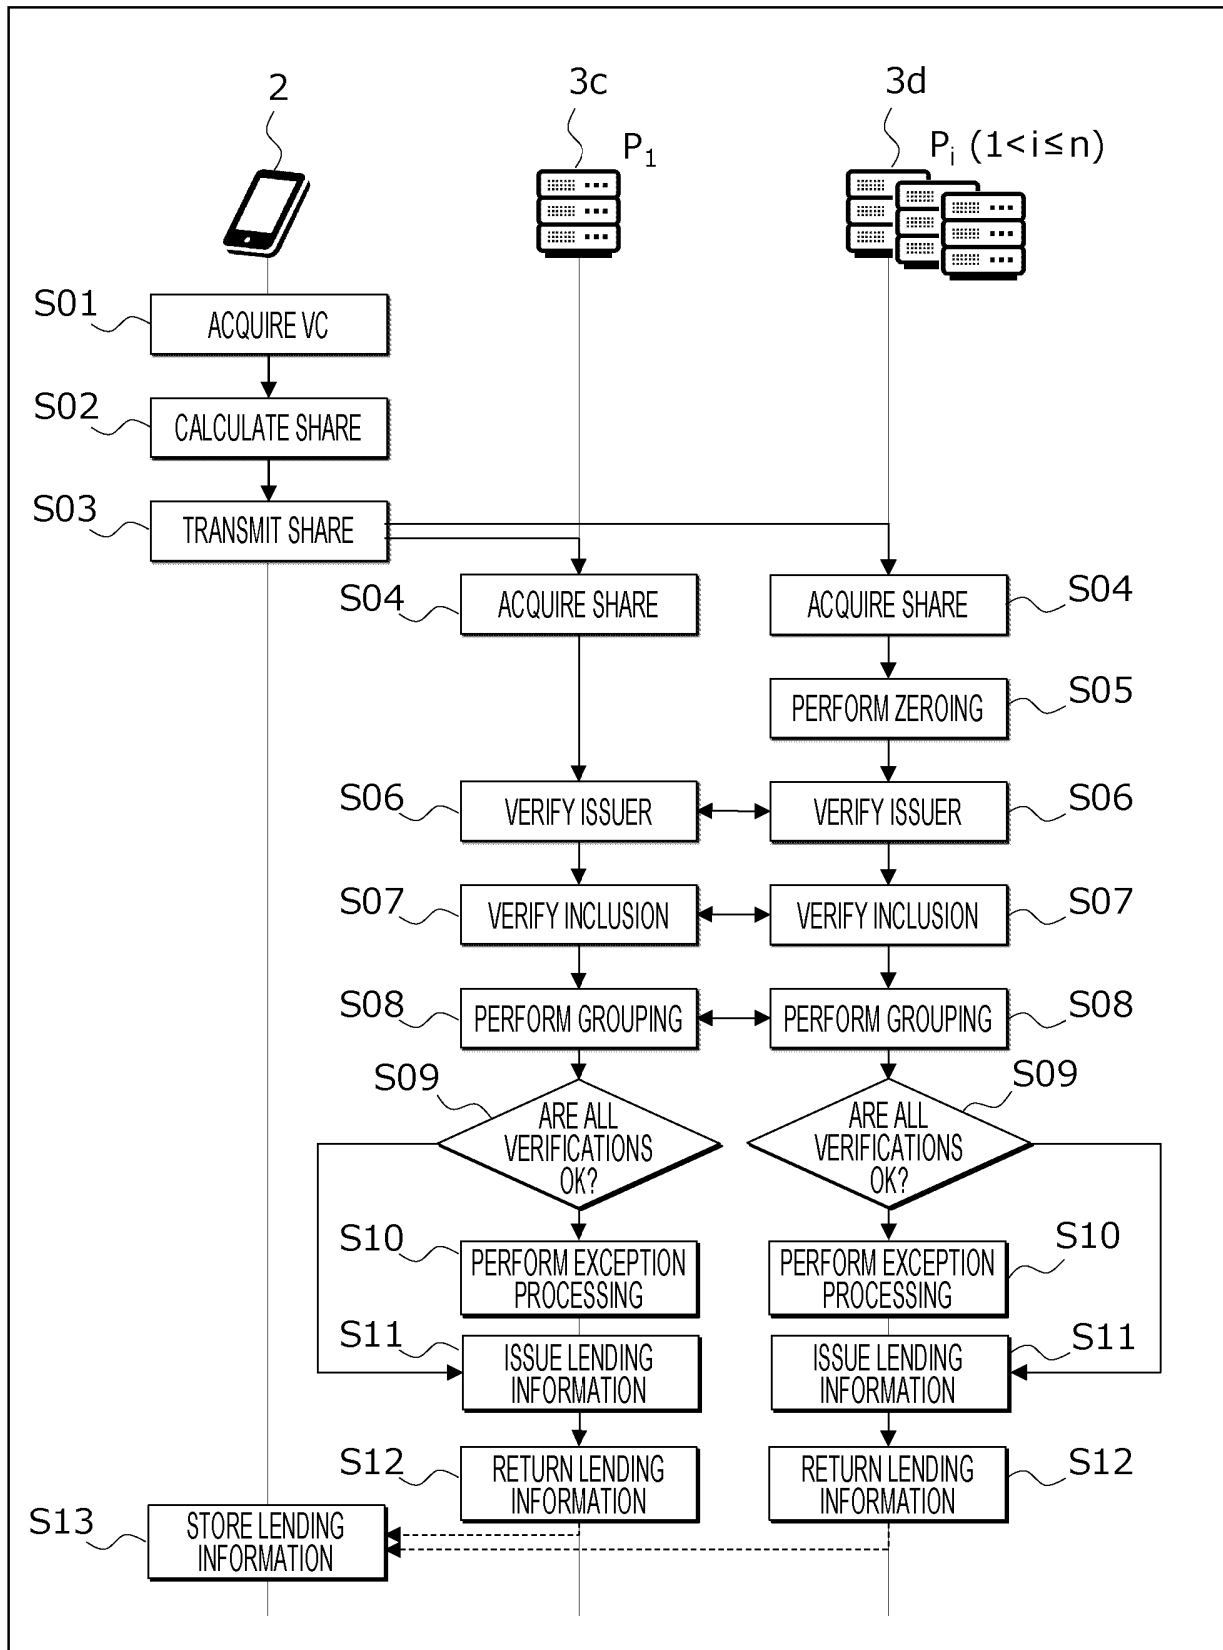 2
3c
3d
P1
Pi (1<i≤n)
S01
ACQUIRE VC
S02
CALCULATE SHARE
S03
TRANSMIT SHARE
S04
ACQUIRE SHARE
ACQUIRE SHARE
S04
PERFORM ZEROING
S05
S06
VERIFY ISSUER
VERIFY ISSUER
S06
S07
VERIFY INCLUSION
VERIFY INCLUSION
S07
S08
PERFORM GROUPING
PERFORM GROUPING
S08
S09
ARE ALL
VERIFICATIONS
OK?
ARE ALL
VERIFICATIONS
OK?
S09
S10
PERFORM EXCEPTION
PROCESSING
PERFORM EXCEPTION
PROCESSING
S10
S11
ISSUE LENDING
INFORMATION
ISSUE LENDING
INFORMATION
S11
S12
RETURN LENDING
INFORMATION
RETURN LENDING
INFORMATION
S12
S13
STORE LENDING
INFORMATION